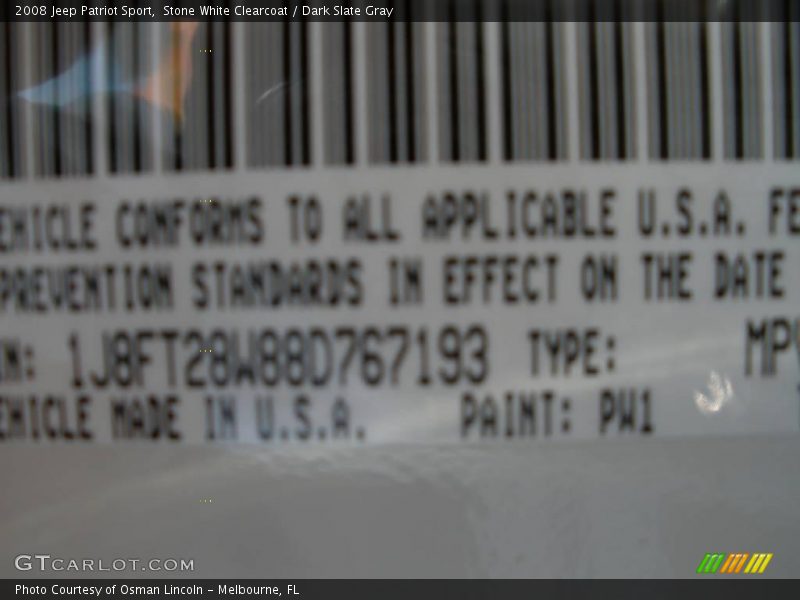 2008 Jeep Patriot Sport,  Stone White Clearcoat / Dark Slate Gray
EHICLE CONFORMS TO ALL APPLICABLE U.S.A. FE
PREVENTION STANDARDS IN EFFECT ON THE DATE
IN: 1J8FT28W88D767193 TYPE: MPV
EHICLE MADE IN U.S.A. PAINT: PW1
GTCARLOT.COM
Photo Courtesy of Osman Lincoln - Melbourne, FL